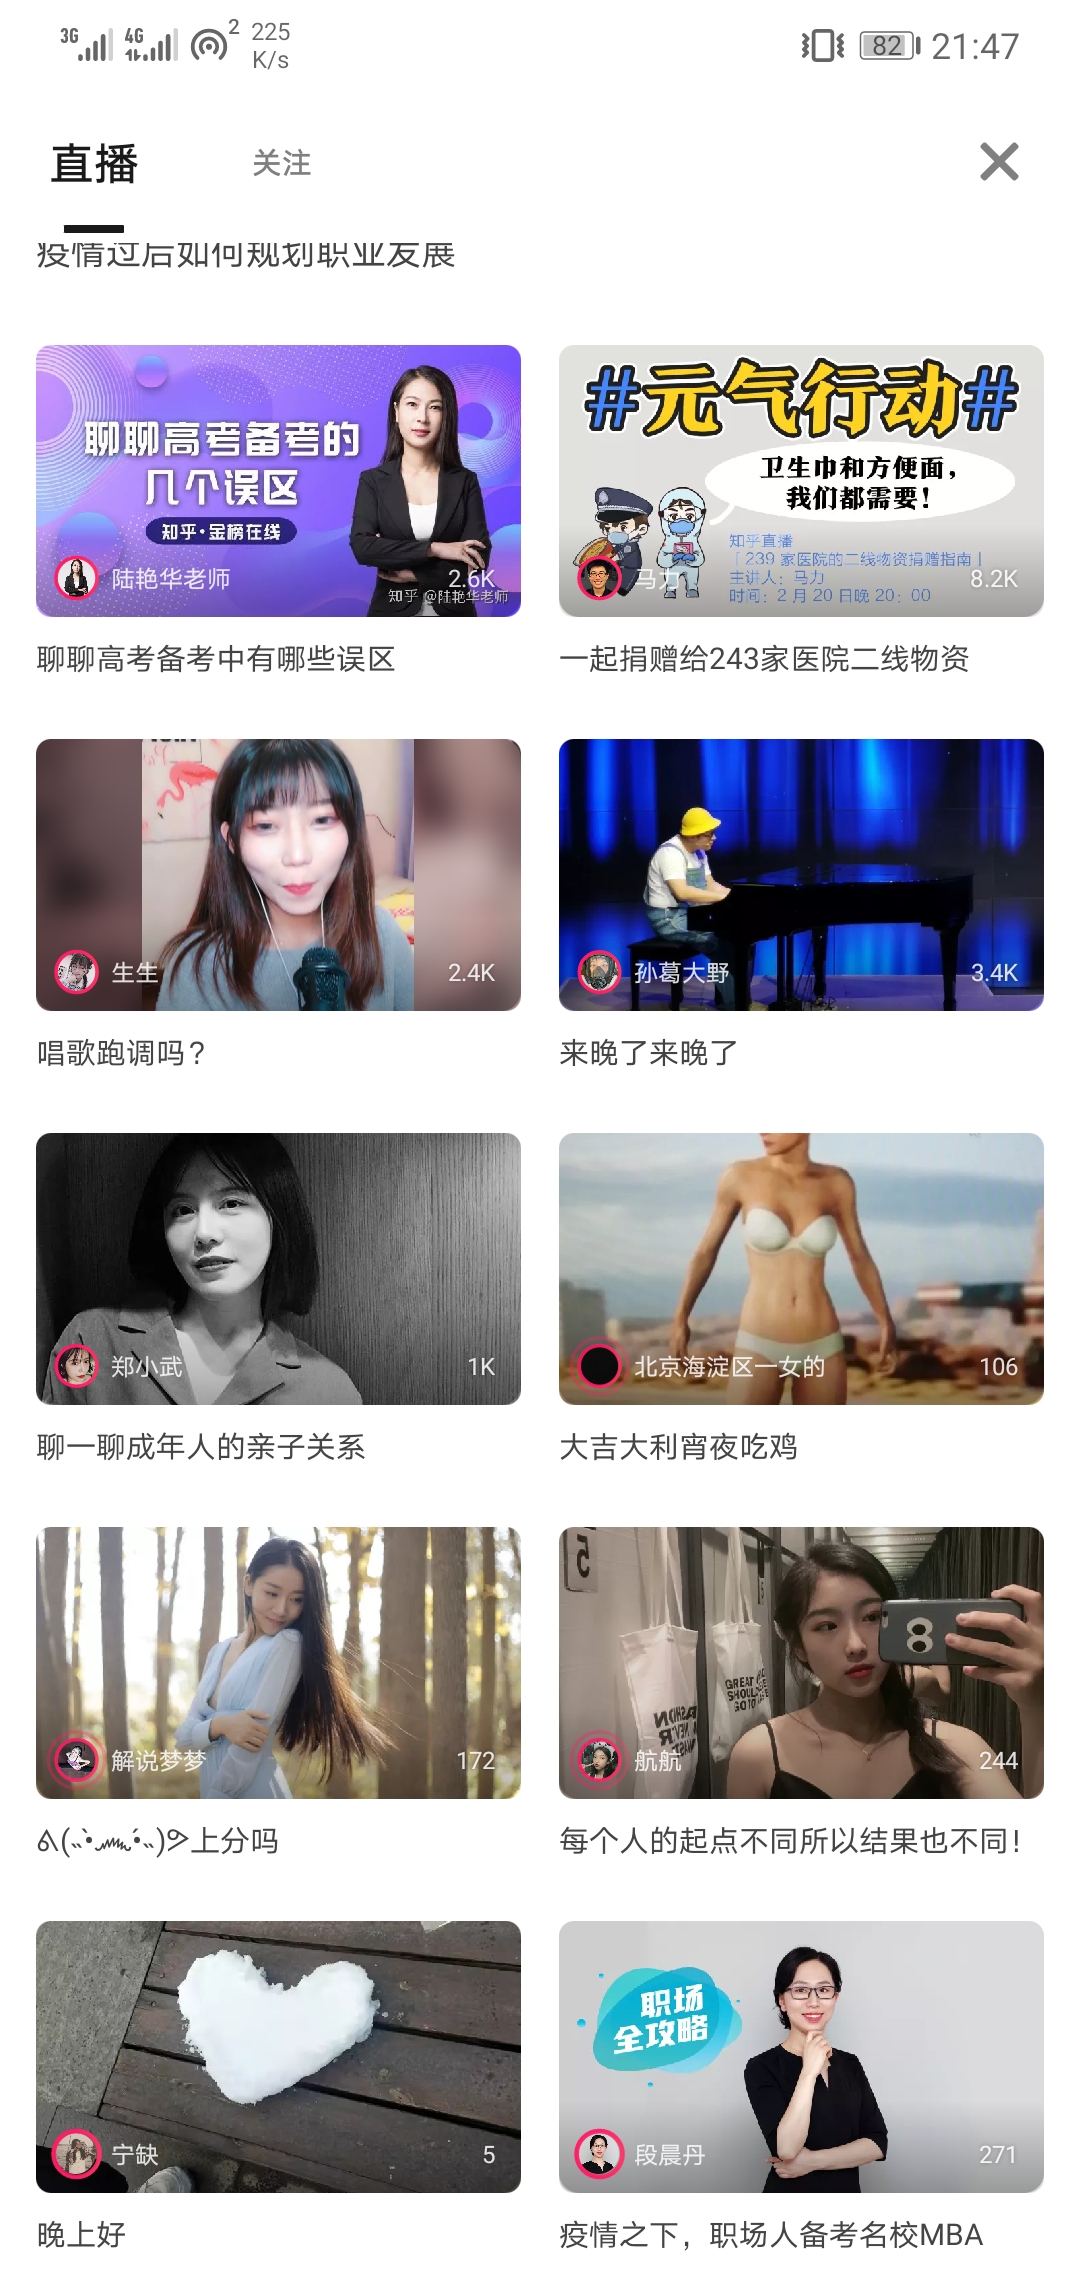 3G 4G 2 225 K/s 82 21:47
直播 关注
疫情过后如何规划职业发展
聊聊高考备考的
几个误区
知乎·金榜在线
陆艳华老师 2.6K
知乎 @陆艳华老师
聊聊高考备考中有哪些误区
#元气行动#
卫生巾和方便面，
我们都需要！
知乎直播
「239 家医院的二线物资捐赠指南」
主讲人：马力
时间：2 月 20 日晚 20：00
马力 8.2K
一起捐赠给243家医院二线物资
生生 2.4K
唱歌跑调吗？
孙葛大野 3.4K
来晚了来晚了
郑小武 1K
聊一聊成年人的亲子关系
北京海淀区一女的 106
大吉大利宵夜吃鸡
解说梦梦 172
上分吗
5
8
GREAT
SHOUL
GO TO
航航 244
每个人的起点不同所以结果也不同！
宁缺 5
晚上好
职场
全攻略
段晨丹 271
疫情之下，职场人备考名校MBA